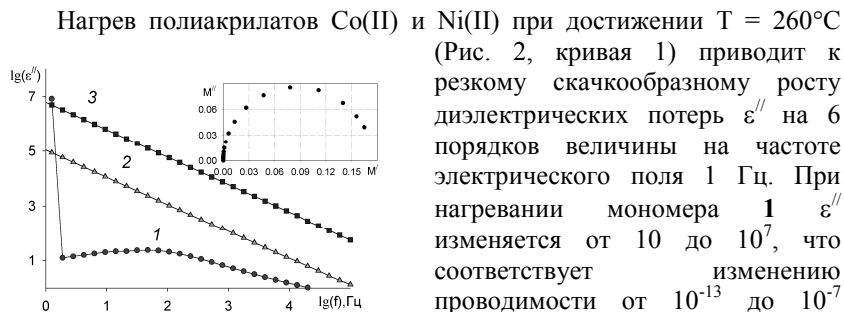 Нагрев полиакрилатов Co(II) и Ni(II) при достижении T = 260°C
(Рис. 2, кривая 1) приводит к
резкому скачкообразному росту
диэлектрических потерь ε// на 6
порядков величины на частоте
электрического поля 1 Гц. При
нагревании мономера 1 ε//
изменяется от 10 до 10^7, что
соответствует изменению
проводимости от 10^-13 до 10^-7
lg(ε//)
7
5
3
1
0 1 2 3 4 lg(f),Гц
3
2
1
M//
0.06
0.03
0.00
0.00 0.03 0.06 0.09 0.12 0.15 M/